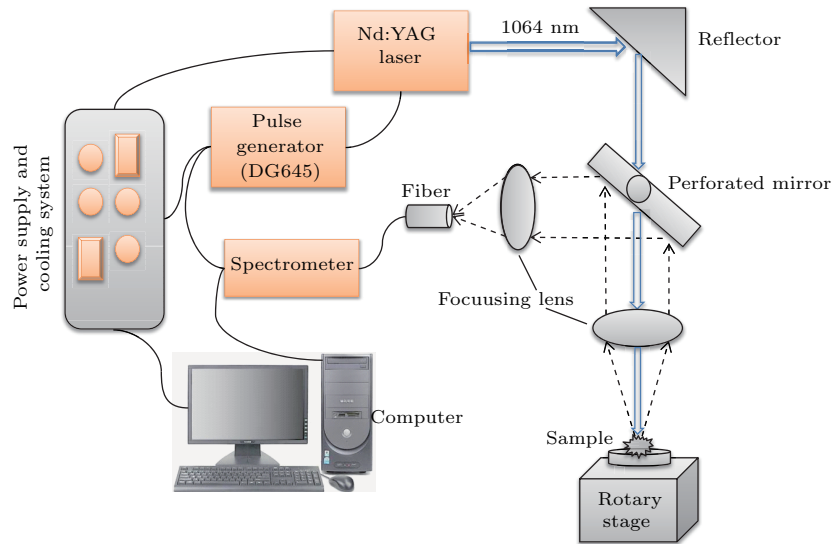 1064 nm
Nd:YAG
laser
Reflector
Pulse
generator
(DG645)
Power supply and
cooling system
Fiber
Perforated mirror
Spectrometer
Focuusing lens
Computer
Sample
Rotary
stage